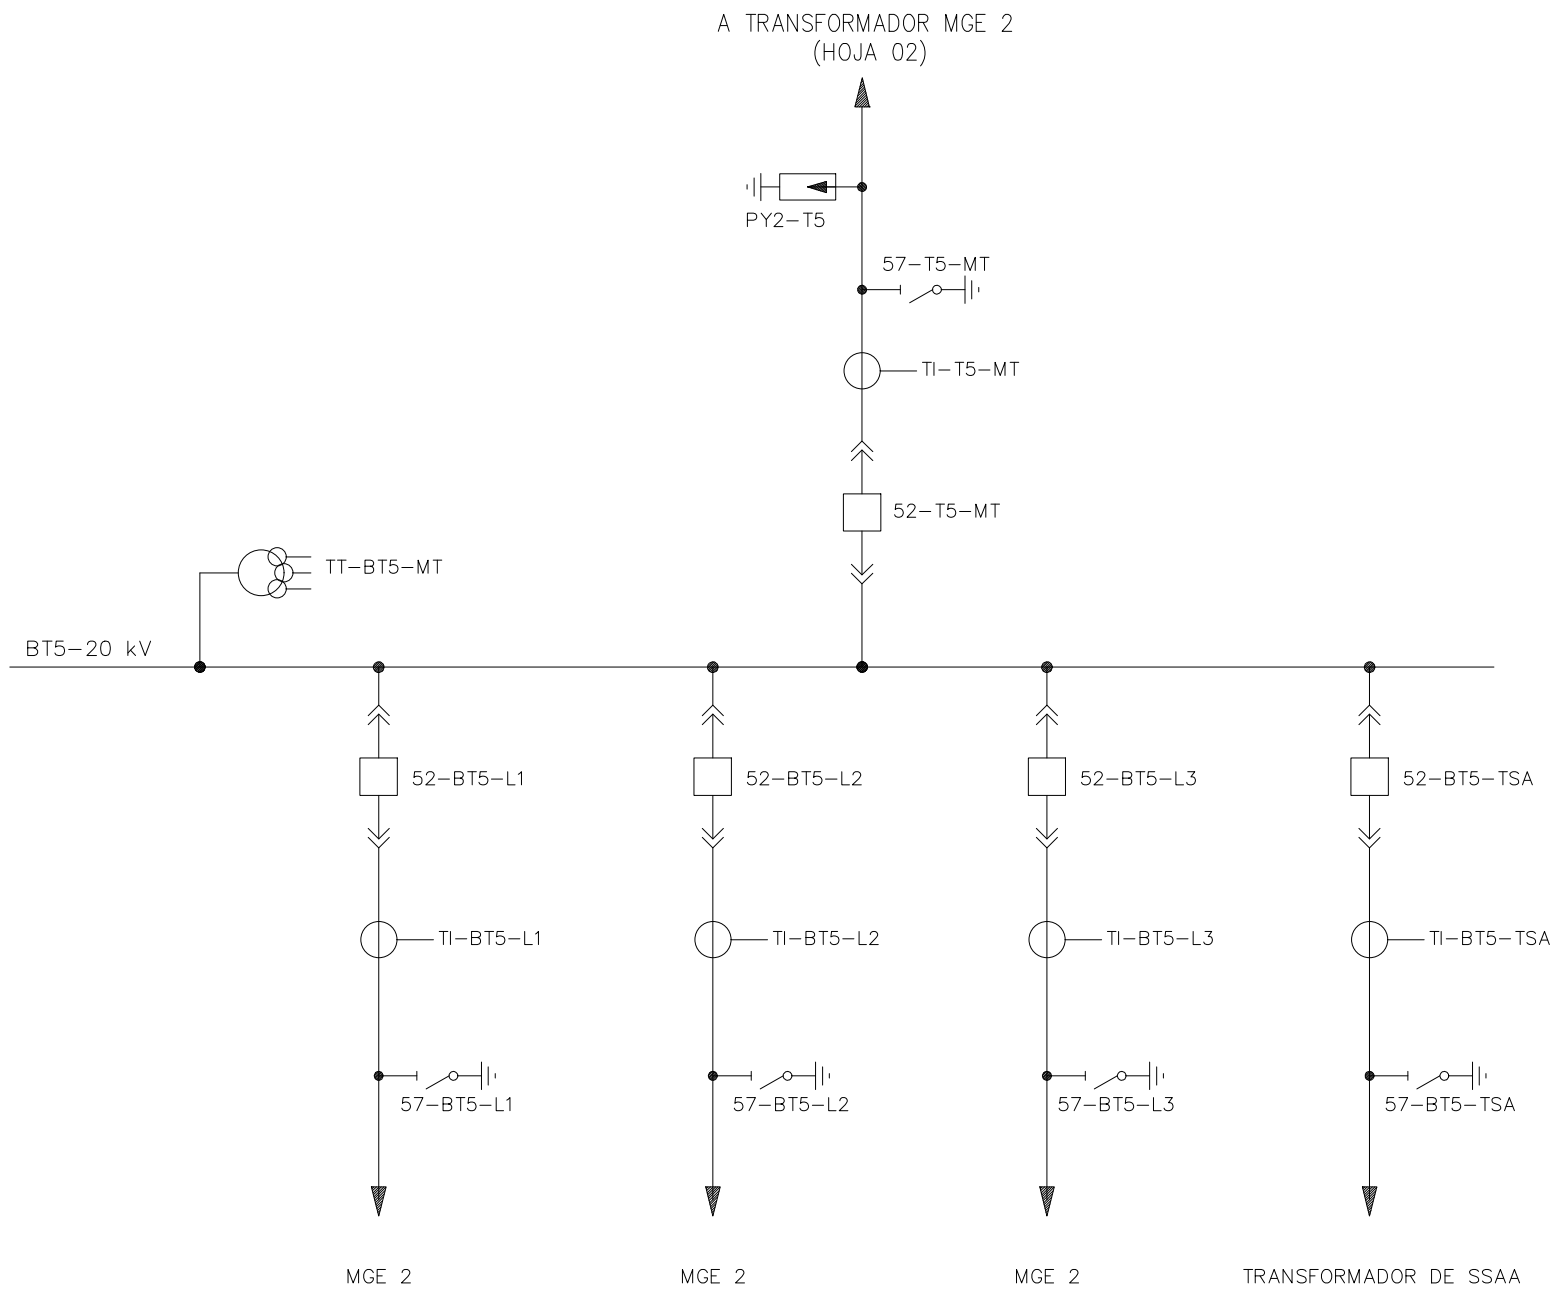 A TRANSFORMADOR MGE 2
(HOJA 02)
PY2-T5
57-T5-MT
TI-T5-MT
52-T5-MT
TT-BT5-MT
BT5-20 kV
52-BT5-L1
52-BT5-L2
52-BT5-L3
52-BT5-TSA
TI-BT5-L1
TI-BT5-L2
TI-BT5-L3
TI-BT5-TSA
57-BT5-L1
57-BT5-L2
57-BT5-L3
57-BT5-TSA
MGE 2
MGE 2
MGE 2
TRANSFORMADOR DE SSAA